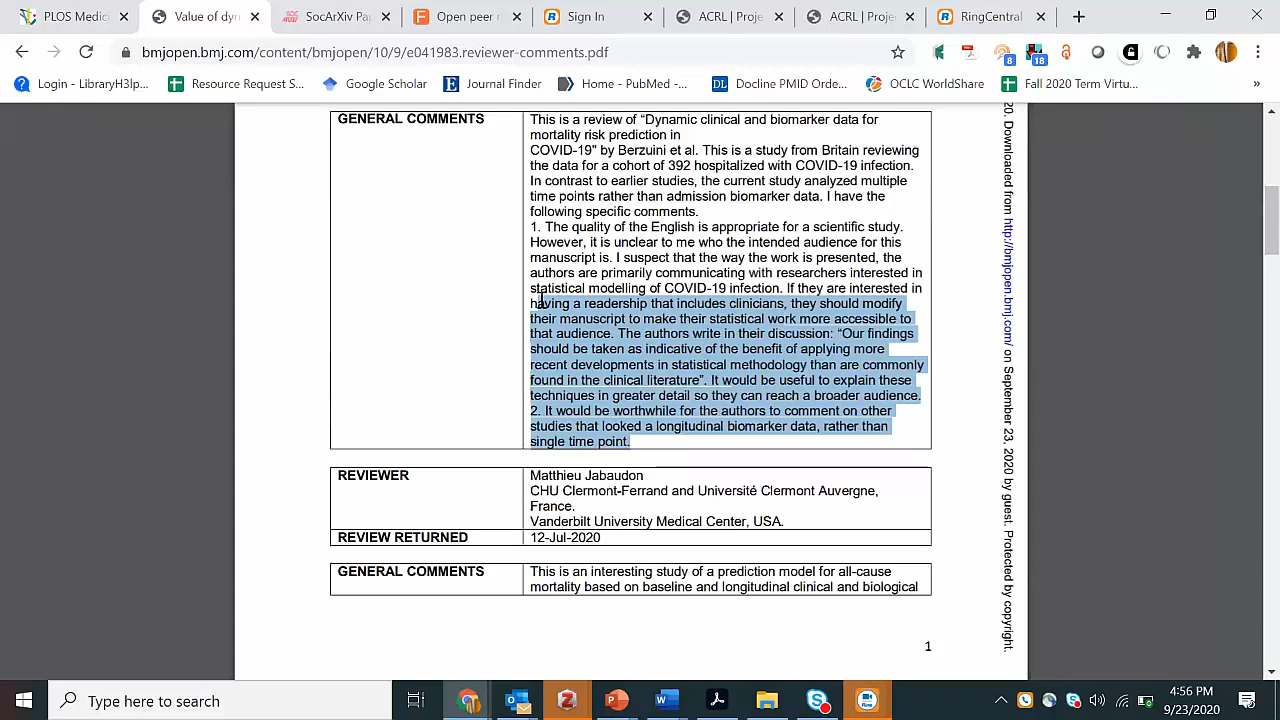 PLOS Medic
Value of dyn
SocArXiv Pap
Open peer r
Sign In
ACRL | Proje
ACRL | Proje
RingCentral
bmjopen.bmj.com/content/bmjopen/10/9/e041983.reviewer-comments.pdf
8
18
Login - LibraryH3lp...
Resource Request S...
Google Scholar
Journal Finder
Home - PubMed -...
Docline PMID Orde...
OCLC WorldShare
Fall 2020 Term Virtu...
»
GENERAL COMMENTS
This is a review of “Dynamic clinical and biomarker data for
mortality risk prediction in
COVID-19” by Berzuini et al. This is a study from Britain reviewing
the data for a cohort of 392 hospitalized with COVID-19 infection.
In contrast to earlier studies, the current study analyzed multiple
time points rather than admission biomarker data. I have the
following specific comments.
1. The quality of the English is appropriate for a scientific study.
However, it is unclear to me who the intended audience for this
manuscript is. I suspect that the way the work is presented, the
authors are primarily communicating with researchers interested in
statistical modelling of COVID-19 infection. If they are interested in
having a readership that includes clinicians, they should modify
their manuscript to make their statistical work more accessible to
that audience. The authors write in their discussion: “Our findings
should be taken as indicative of the benefit of applying more
recent developments in statistical methodology than are commonly
found in the clinical literature”. It would be useful to explain these
techniques in greater detail so they can reach a broader audience.
2. It would be worthwhile for the authors to comment on other
studies that looked a longitudinal biomarker data, rather than
single time point.
REVIEWER
Matthieu Jabaudon
CHU Clermont-Ferrand and Université Clermont Auvergne,
France.
Vanderbilt University Medical Center, USA.
REVIEW RETURNED
12-Jul-2020
GENERAL COMMENTS
This is an interesting study of a prediction model for all-cause
mortality based on baseline and longitudinal clinical and biological
1
20. Downloaded from http://bmjopen.bmj.com/ on September 23, 2020 by guest. Protected by copyright.
Type here to search
4:56 PM
9/23/2020